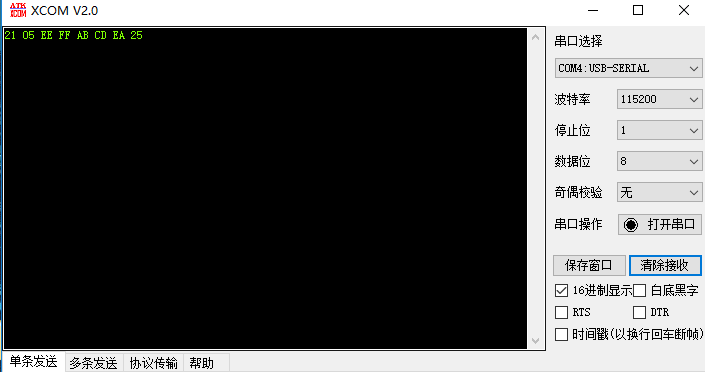 ATK XCOM XCOM V2.0
21 05 EE FF AB CD EA 25
串口选择
COM4:USB-SERIAL
波特率 115200
停止位 1
数据位 8
奇偶校验 无
串口操作 打开串口
保存窗口 清除接收
16进制显示 白底黑字
RTS DTR
时间戳(以换行回车断帧)
单条发送 多条发送 协议传输 帮助